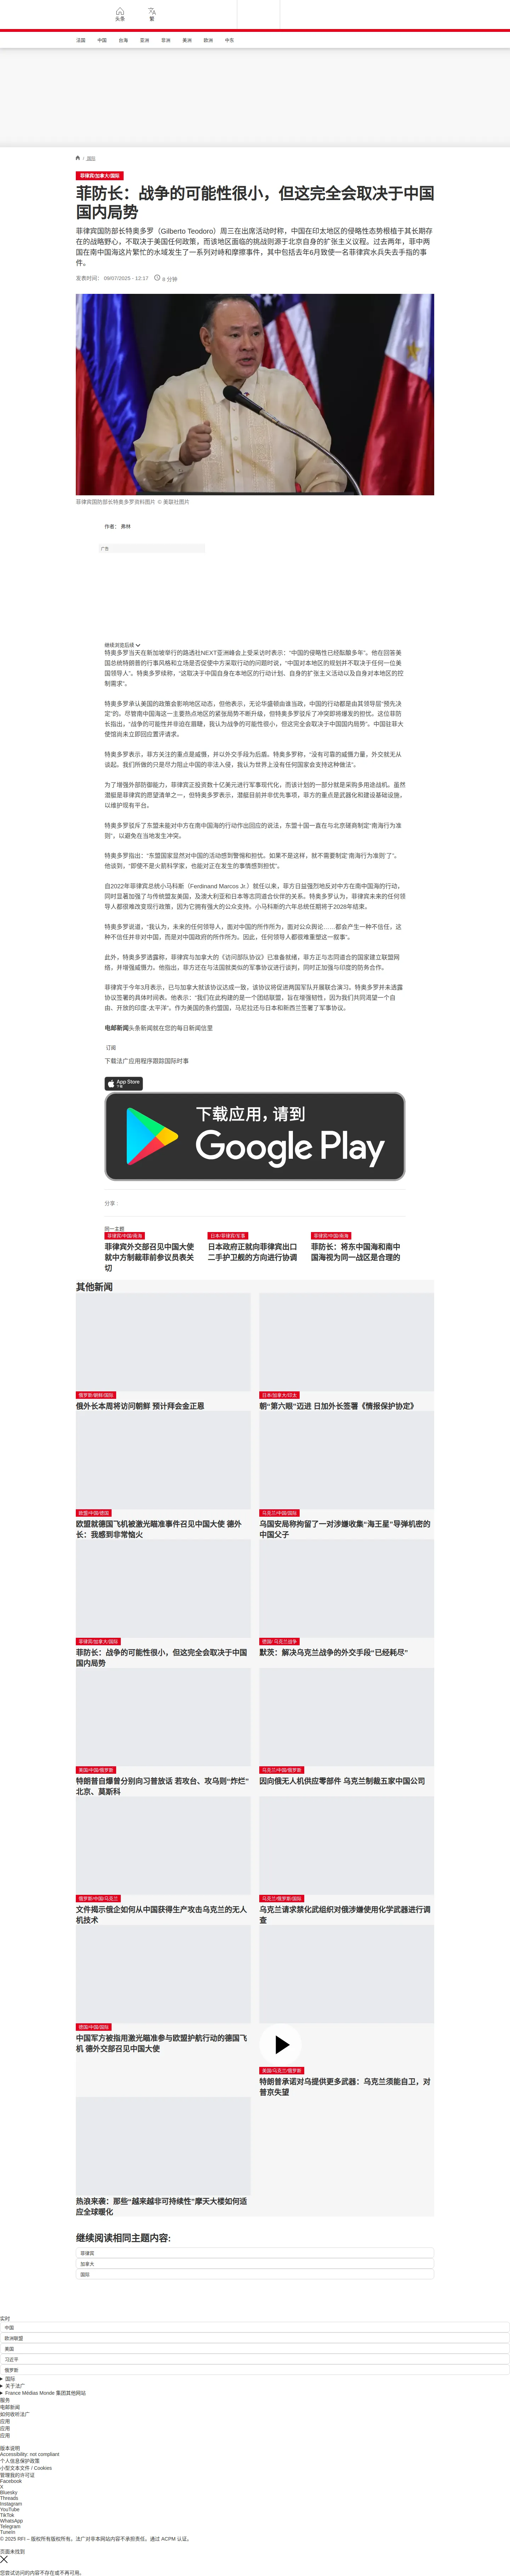 头条
繁
法国
中国
台海
亚洲
非洲
美洲
欧洲
中东
/ 国际
菲律宾/加拿大/国际
菲防长：战争的可能性很小，但这完全会取决于中国
国内局势
菲律宾国防部长特奥多罗（Gilberto Teodoro）周三在出席活动时称，中国在印太地区的侵略性态势根植于其长期存
在的战略野心，不取决于美国任何政策，而该地区面临的挑战则源于北京自身的扩张主义议程。过去两年，菲中两
国在南中国海这片繁忙的水域发生了一系列对峙和摩擦事件，其中包括去年6月致使一名菲律宾水兵失去手指的事
件。
发表时间： 09/07/2025 - 12:17
8 分钟
菲律宾国防部长特奥多罗资料图片 © 美联社图片
作者： 弗林
广告
继续浏览后续
特奥多罗当天在新加坡举行的路透社NEXT亚洲峰会上受采访时表示：“中国的侵略性已经酝酿多年”。他在回答美
国总统特朗普的行事风格和立场是否促使中方采取行动的问题时说，“中国对本地区的规划并不取决于任何一位美
国领导人”。特奥多罗续称，“这取决于中国自身在本地区的行动计划、自身的扩张主义活动以及自身对本地区的控
制需求”。
特奥多罗承认美国的政策会影响地区动态。但他表示，无论华盛顿由谁当政，中国的行动都是由其领导层“预先决
定”的。尽管南中国海这一主要热点地区的紧张局势不断升级，但特奥多罗驳斥了冲突即将爆发的担忧。这位菲防
长指出，“战争的可能性并非迫在眉睫，我认为战争的可能性很小，但这完全会取决于中国国内局势”。中国驻菲大
使馆尚未立即回应置评请求。
特奥多罗表示，菲方关注的重点是威慑，并以外交手段为后盾。特奥多罗称，“没有可靠的威慑力量，外交就无从
谈起。我们所做的只是尽力阻止中国的非法入侵，我认为世界上没有任何国家会支持这种做法”。
为了增强外部防御能力，菲律宾正投资数十亿美元进行军事现代化，而该计划的一部分就是采购多用途战机。虽然
潜艇是菲律宾的愿望清单之一，但特奥多罗表示，潜艇目前并非优先事项，菲方的重点是武器化和建设基础设施，
以维护现有平台。
特奥多罗驳斥了东盟未能对中方在南中国海的行动作出回应的说法，东盟十国一直在与北京磋商制定“南海行为准
则”，以避免在当地发生冲突。
特奥多罗指出：“东盟国家显然对中国的活动感到警惕和担忧。如果不是这样，就不需要制定‘南海行为准则’了”。
他谈到，“即使不是火箭科学家，也能对正在发生的事情感到担忧”。
自2022年菲律宾总统小马科斯（Ferdinand Marcos Jr.）就任以来，菲方日益强烈地反对中方在南中国海的行动，
同时显著加强了与传统盟友美国，及澳大利亚和日本等志同道合伙伴的关系。特奥多罗认为，菲律宾未来的任何领
导人都很难改变现行政策，因为它拥有强大的公众支持。小马科斯的六年总统任期将于2028年结束。
特奥多罗说道，“我认为，未来的任何领导人，面对中国的所作所为，面对公众舆论……都会产生一种不信任，这
种不信任并非对中国，而是对中国政府的所作所为。因此，任何领导人都很难重塑这一叙事”。
此外，特奥多罗透露称，菲律宾与加拿大的《访问部队协议》已准备就绪，菲方正与志同道合的国家建立联盟网
络，并增强威慑力。他指出，菲方还在与法国就类似的军事协议进行谈判，同时正加强与印度的防务合作。
菲律宾于今年3月表示，已与加拿大就该协议达成一致，该协议将促进两国军队开展联合演习。特奥多罗并未透露
协议签署的具体时间表。他表示：“我们在此构建的是一个团结联盟，旨在增强韧性，因为我们共同渴望一个自
由、开放的印度-太平洋”。作为美国的条约盟国，马尼拉还与日本和新西兰签署了军事协议。
电邮新闻头条新闻就在您的每日新闻信里
订阅
下载法广应用程序跟踪国际时事
App Store
下载
下载应用，请到
Google Play
分享 :
同一主题
菲律宾/中国/南海
菲律宾外交部召见中国大使
就中方制裁菲前参议员表关
切
日本/菲律宾/军事
日本政府正就向菲律宾出口
二手护卫舰的方向进行协调
菲律宾/中国/南海
菲防长：将东中国海和南中
国海视为同一战区是合理的
其他新闻
俄罗斯/朝鲜/国际
俄外长本周将访问朝鲜 预计拜会金正恩
日本/加拿大/印太
朝“第六眼”迈进 日加外长签署《情报保护协定》
欧盟/中国/德国
欧盟就德国飞机被激光瞄准事件召见中国大使 德外
长：我感到非常恼火
乌克兰/中国/国际
乌国安局称拘留了一对涉嫌收集“海王星”导弹机密的
中国父子
菲律宾/加拿大/国际
菲防长：战争的可能性很小，但这完全会取决于中国
国内局势
德国/ 乌克兰战争
默茨：解决乌克兰战争的外交手段“已经耗尽”
美国/中国/俄罗斯
特朗普自爆曾分别向习普放话 若攻台、攻乌则“炸烂”
北京、莫斯科
乌克兰/中国/俄罗斯
因向俄无人机供应零部件 乌克兰制裁五家中国公司
俄罗斯/中国/乌克兰
文件揭示俄企如何从中国获得生产攻击乌克兰的无人
机技术
乌克兰/俄罗斯/国际
乌克兰请求禁化武组织对俄涉嫌使用化学武器进行调
查
德国/中国/国际
中国军方被指用激光瞄准参与欧盟护航行动的德国飞
机 德外交部召见中国大使
美国/乌克兰/俄罗斯
特朗普承诺对乌提供更多武器：乌克兰须能自卫，对
普京失望
热浪来袭：那些“越来越非可持续性”摩天大楼如何适
应全球暖化
继续阅读相同主题内容:
菲律宾
加拿大
国际
实时
中国
欧洲联盟
美国
习近平
俄罗斯
国际
关于法广
France Médias Monde 集团其他网站
服务
电邮新闻
如何收听法广
应用
应用
应用
版本说明
Accessibility: not compliant
个人信息保护政策
小型文本文件 / Cookies
管理我的许可证
Facebook
X
Bluesky
Threads
Instagram
YouTube
TikTok
WhatsApp
Telegram
TuneIn
© 2025 RFI – 版权所有版权所有。法广对非本网站内容不承担责任。通过 ACPM 认证。
页面未找到
您尝试访问的内容不存在或不再可用。